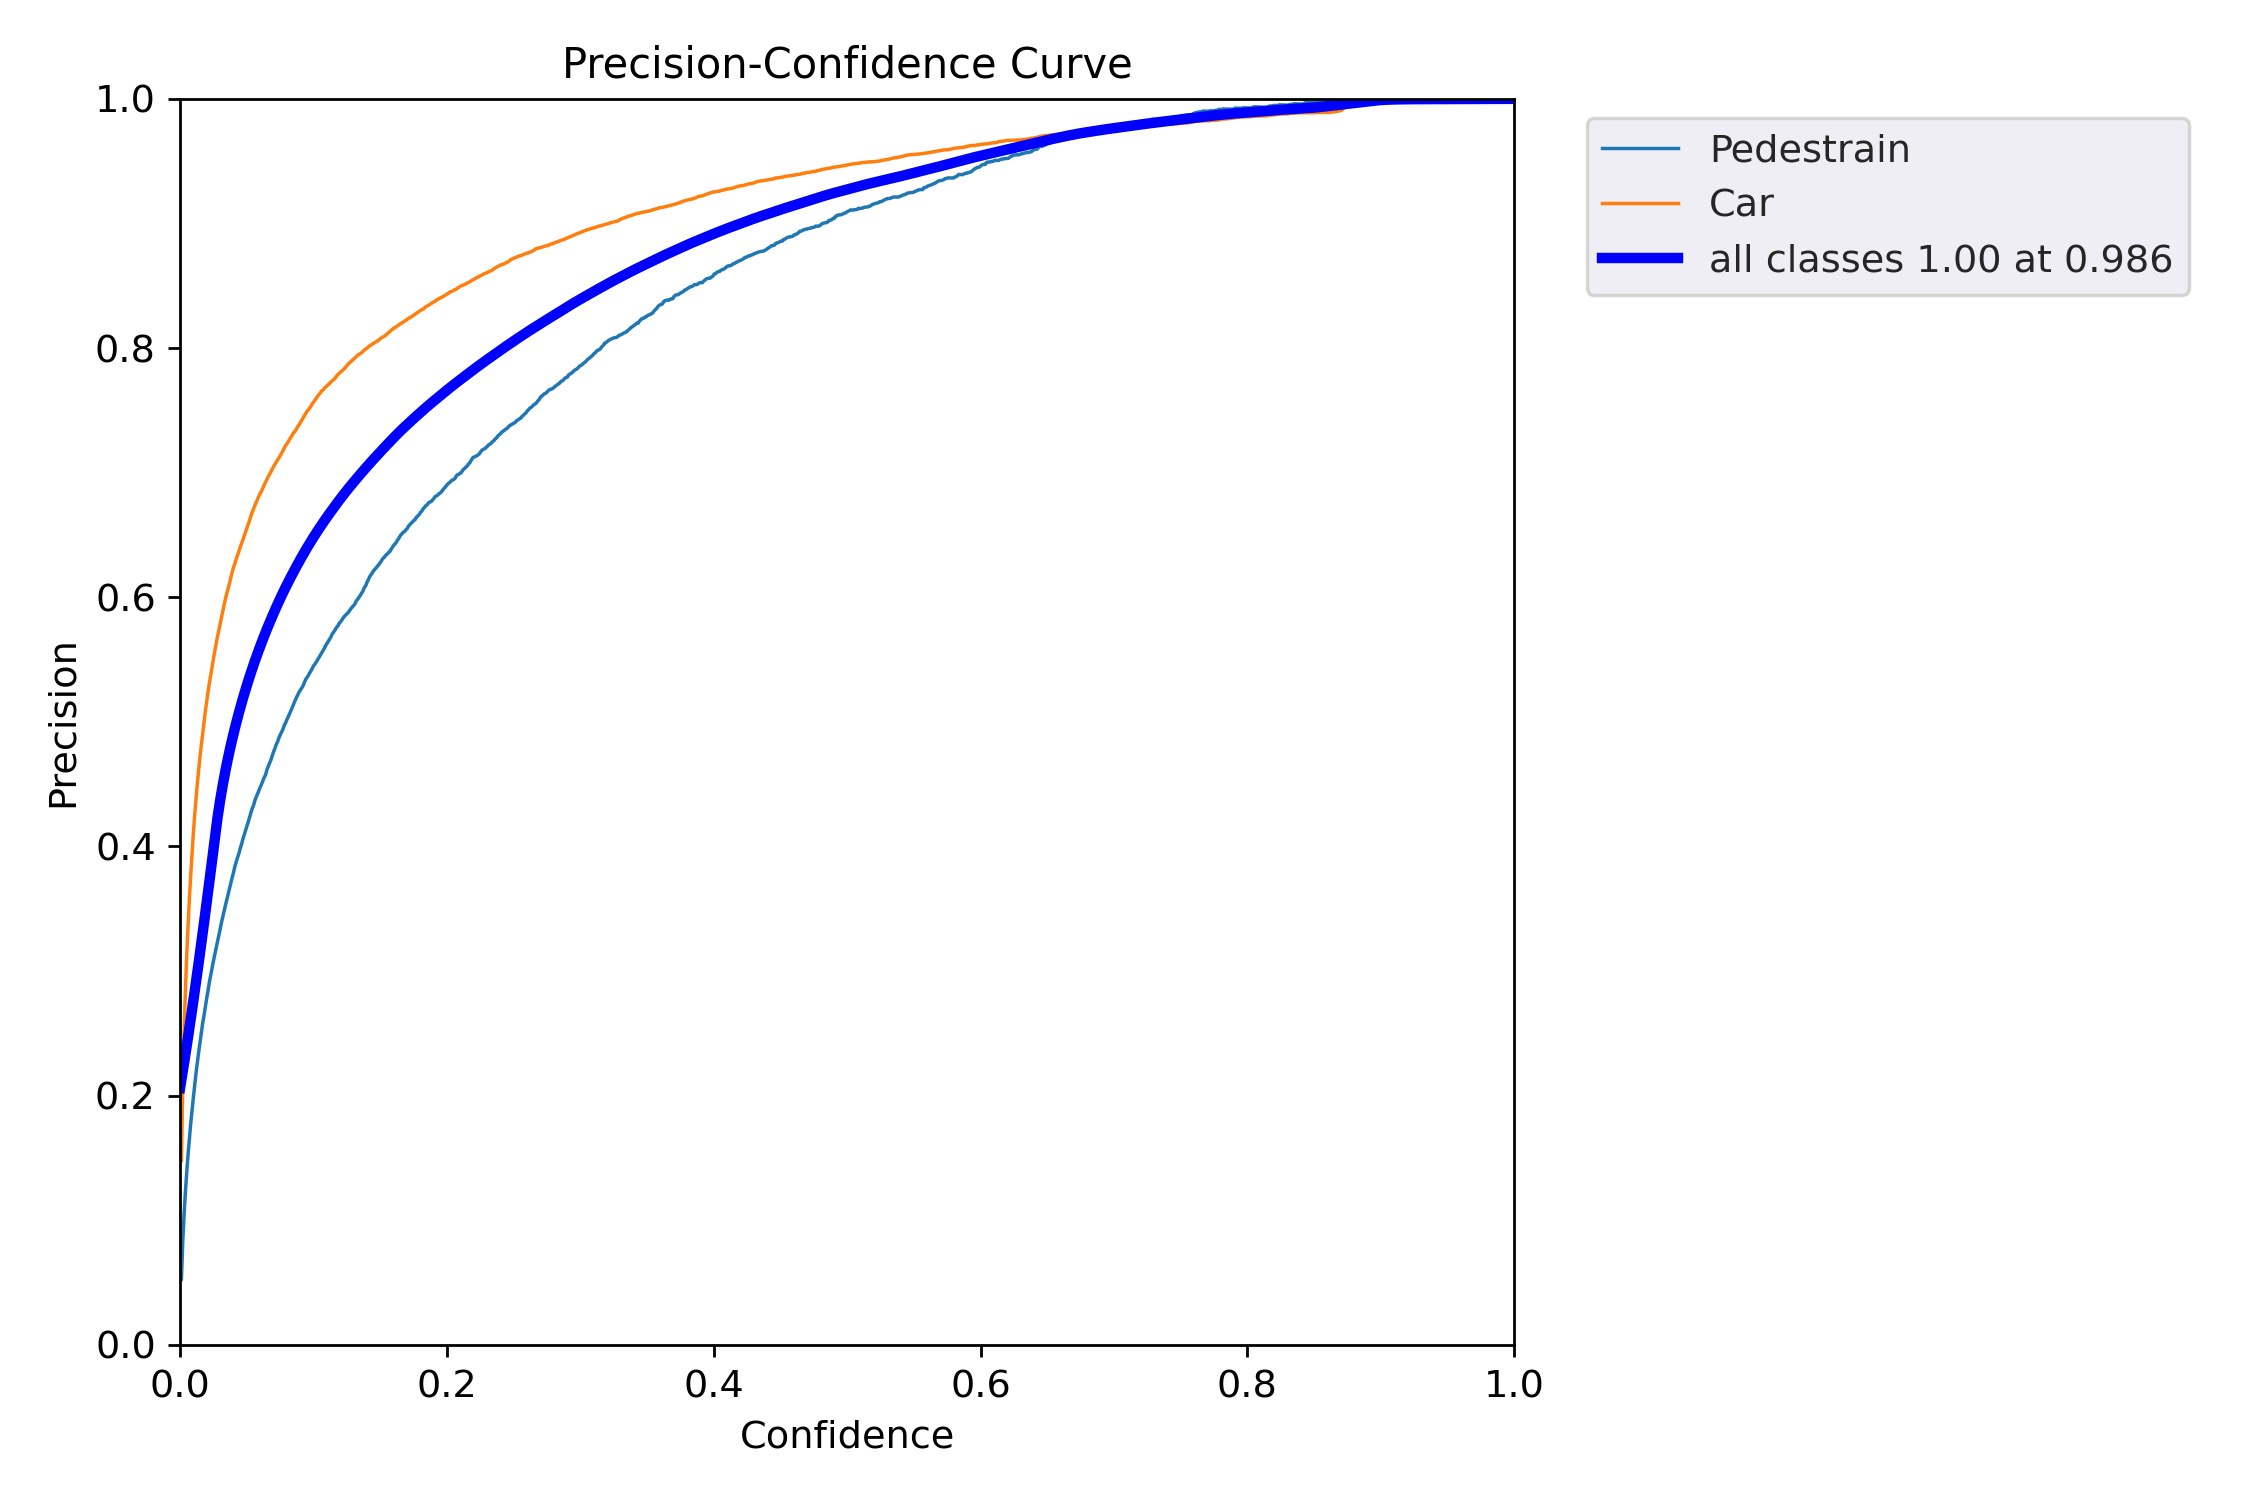 Precision-Confidence Curve
1.0
0.8
0.6
0.4
0.2
0.0
Precision
0.0 0.2 0.4 0.6 0.8 1.0
Confidence
Pedestrain
Car
all classes 1.00 at 0.986